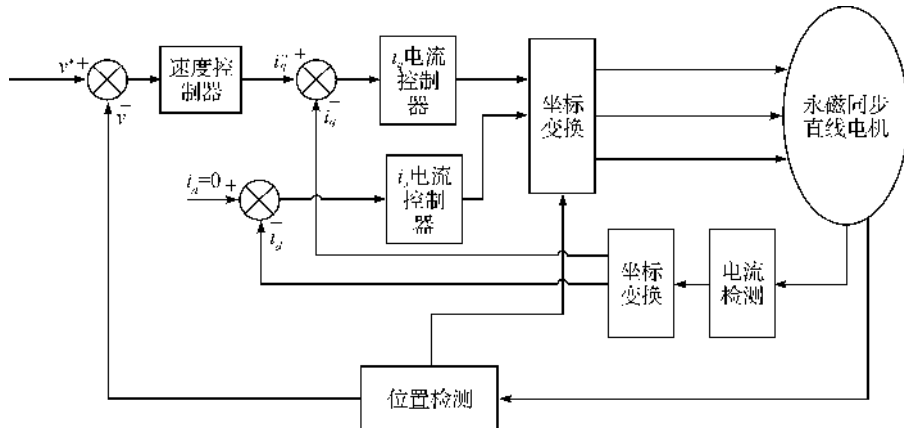 v*+
−
v
速度控
制器
i*q +
−
iq
iq电流
控制
器
坐标
变换
永磁同步
直线电机
id=0 +
−
id
id电流
控制
器
坐标
变换
电流
检测
位置检测